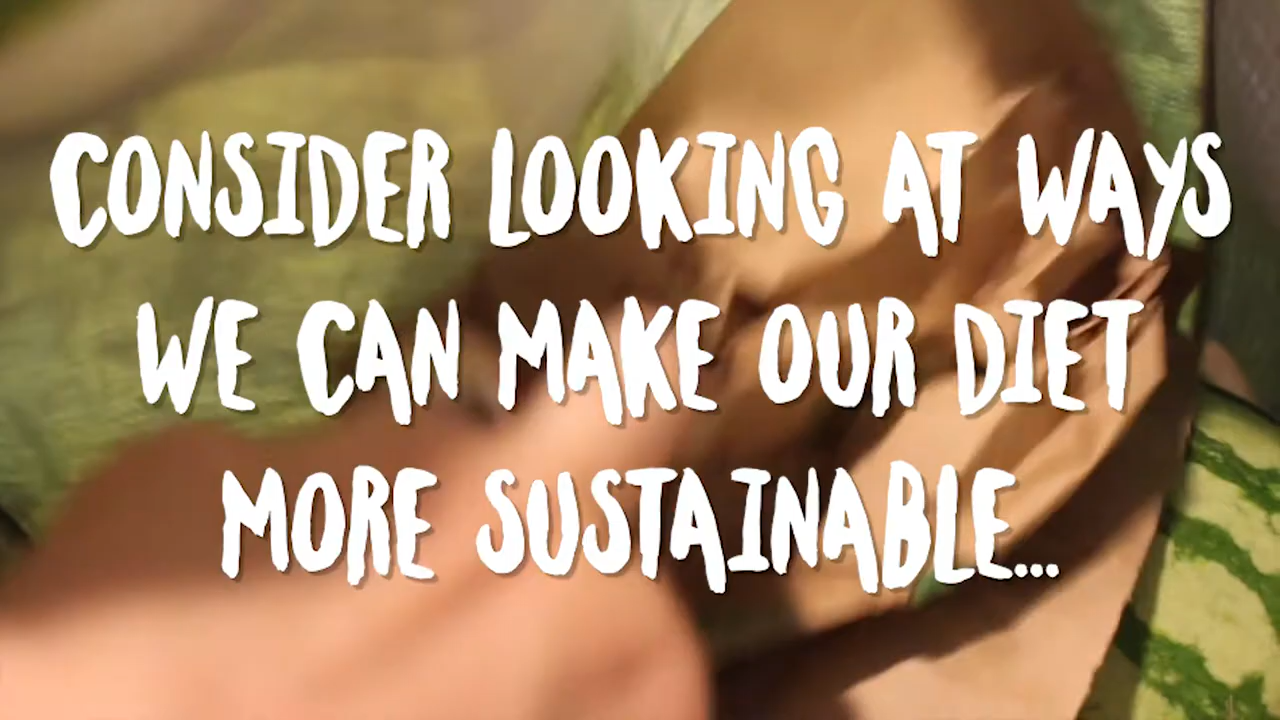 CONSIDER LOOKING AT WAYS
WE CAN MAKE OUR DIET
MORE SUSTAINABLE...